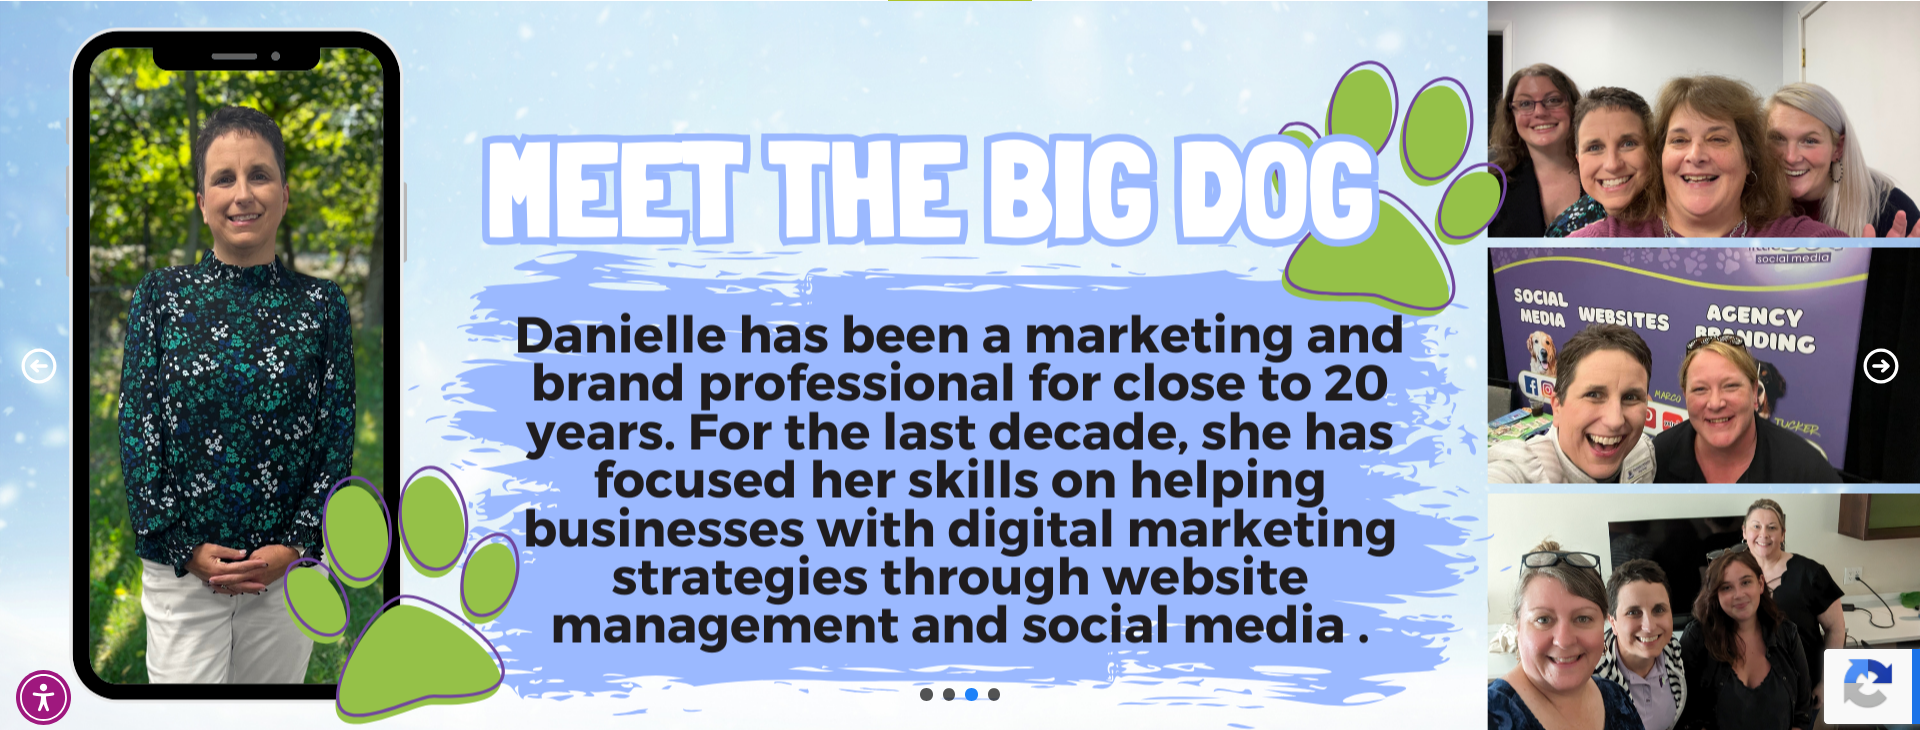 MEET THE BIG DOG
Danielle has been a marketing and
brand professional for close to 20
years. For the last decade, she has
focused her skills on helping
businesses with digital marketing
strategies through website
management and social media .
social media
SOCIAL
MEDIA
WEBSITES
AGENCY
BRANDING
MARCO
TUCKER